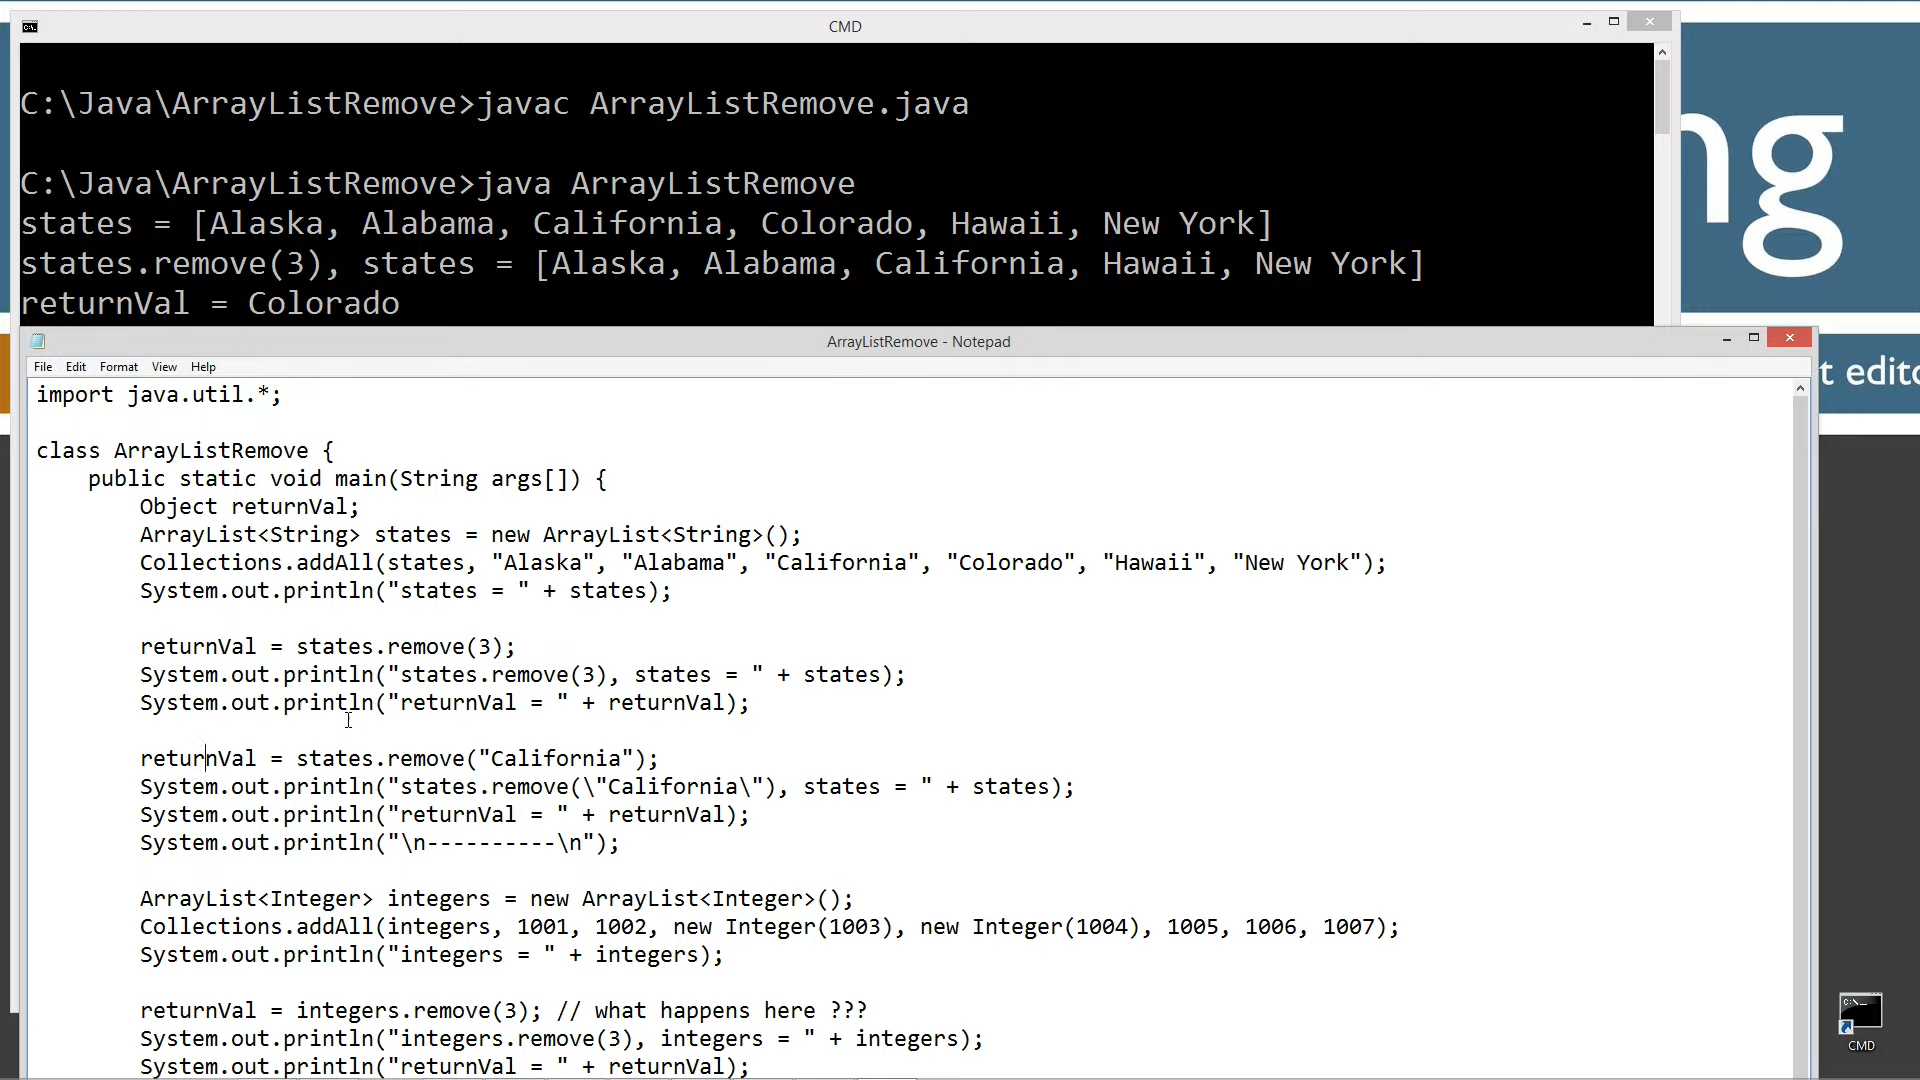 CMD
C:\Java\ArrayListRemove>javac ArrayListRemove.java
C:\Java\ArrayListRemove>java ArrayListRemove
states = [Alaska, Alabama, California, Colorado, Hawaii, New York]
states.remove(3), states = [Alaska, Alabama, California, Hawaii, New York]
returnVal = Colorado
ng
t edito
ArrayListRemove - Notepad
File Edit Format View Help
import java.util.*;
class ArrayListRemove {
public static void main(String args[]) {
Object returnVal;
ArrayList<String> states = new ArrayList<String>();
Collections.addAll(states, "Alaska", "Alabama", "California", "Colorado", "Hawaii", "New York");
System.out.println("states = " + states);
returnVal = states.remove(3);
System.out.println("states.remove(3), states = " + states);
System.out.println("returnVal = " + returnVal);
returnVal = states.remove("California");
System.out.println("states.remove(\"California\"), states = " + states);
System.out.println("returnVal = " + returnVal);
System.out.println("\n----------\n");
ArrayList<Integer> integers = new ArrayList<Integer>();
Collections.addAll(integers, 1001, 1002, new Integer(1003), new Integer(1004), 1005, 1006, 1007);
System.out.println("integers = " + integers);
returnVal = integers.remove(3); // what happens here ???
System.out.println("integers.remove(3), integers = " + integers);
System.out.println("returnVal = " + returnVal);
CMD